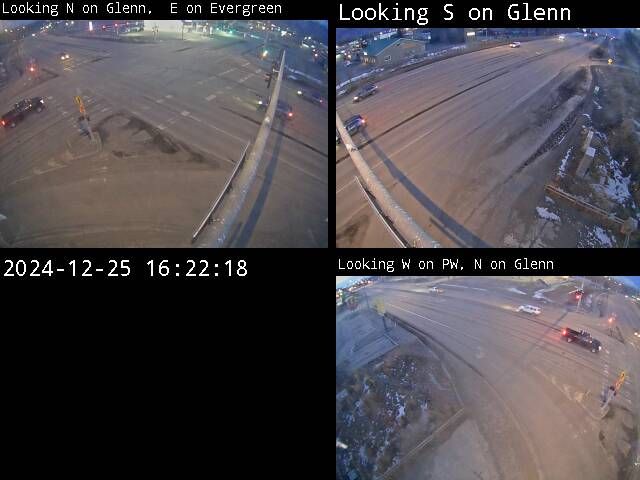 Looking N on Glenn,  E on Evergreen
Looking S on Glenn
2024-12-25 16:22:18
Looking W on PW, N on Glenn